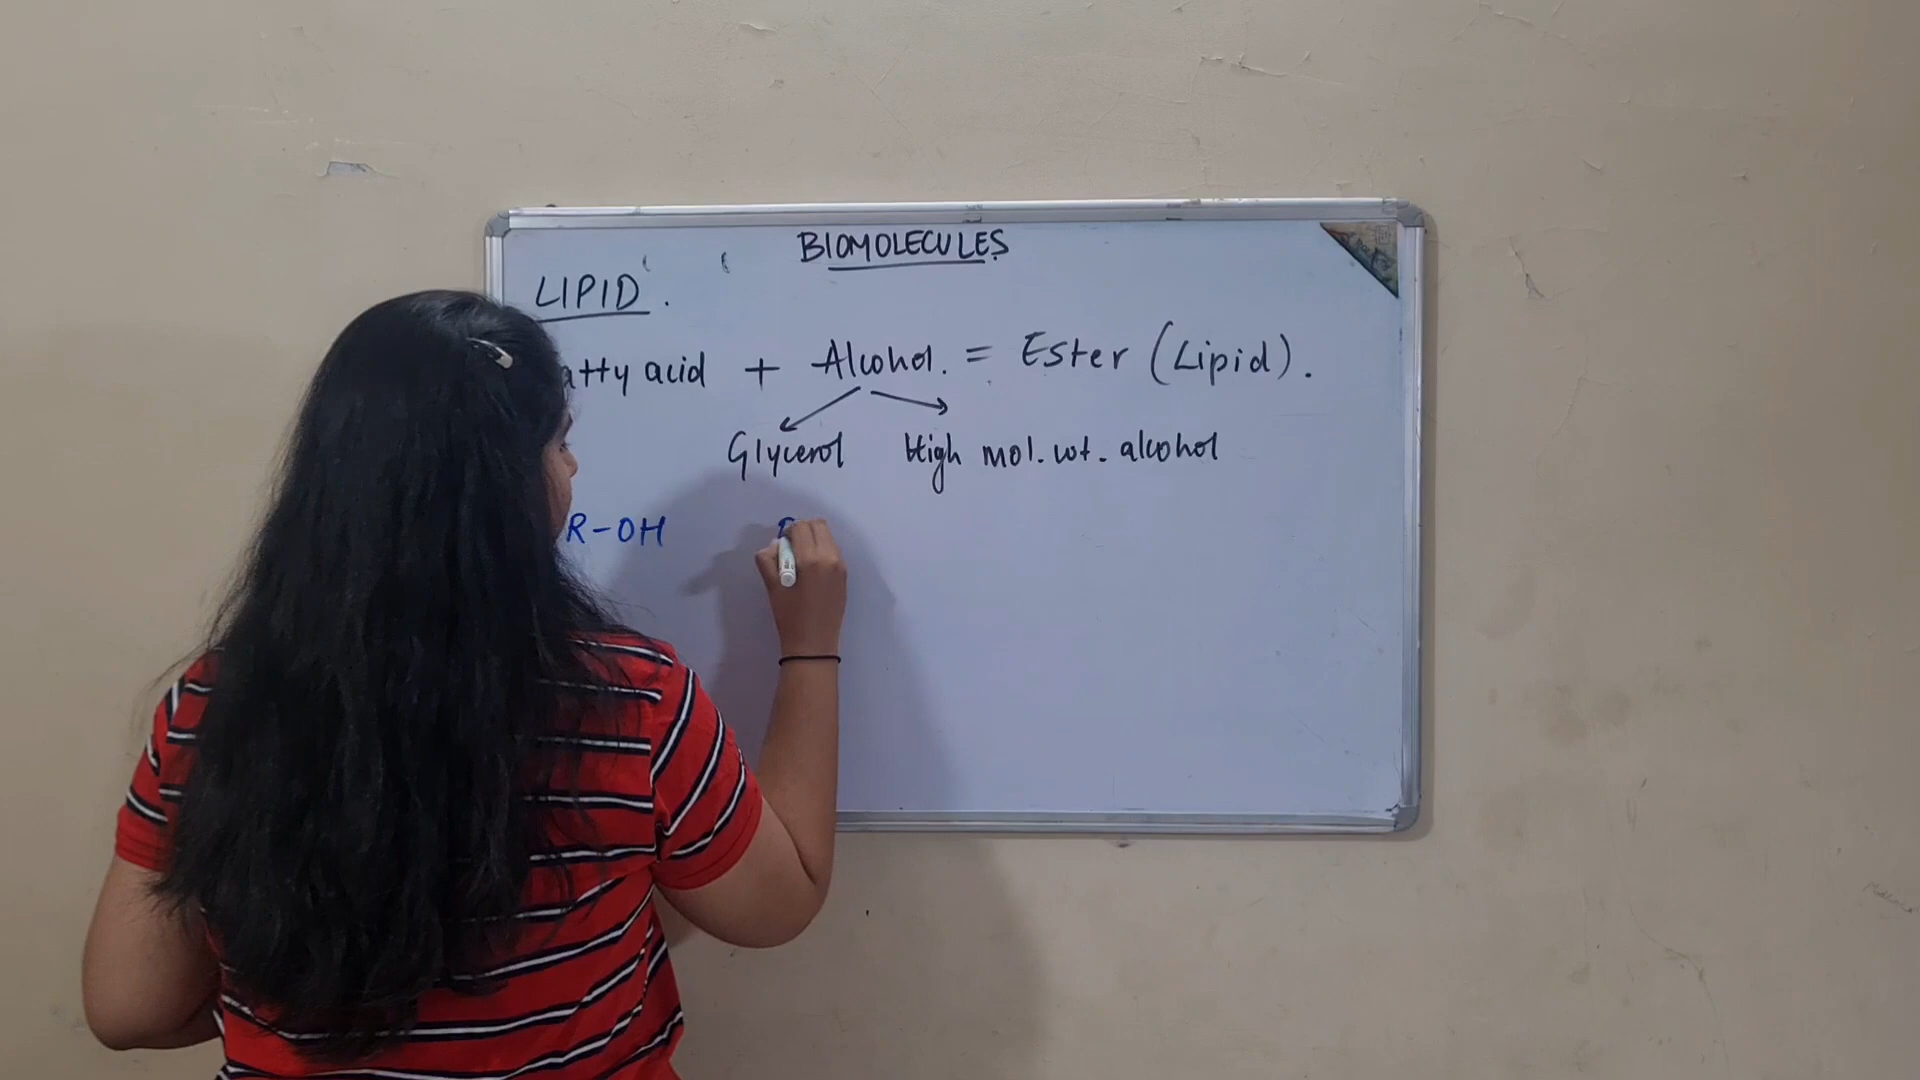 BIOMOLECULES
LIPID.
atty acid + Alcohol. = Ester (Lipid).
Glycerol High mol. wt. alcohol
R-OH